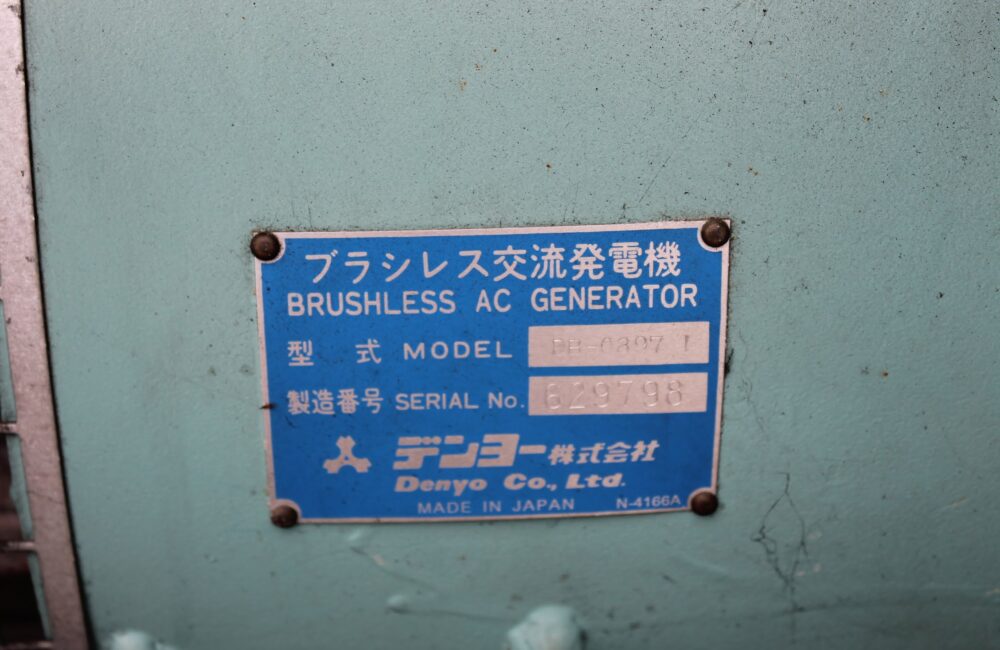 ブラシレス交流発電機
BRUSHLESS AC GENERATOR
型式 MODEL DB-0897 I
製造番号 SERIAL No. 629798
デンヨー株式会社
Denyo Co., Ltd.
MADE IN JAPAN N-4166A